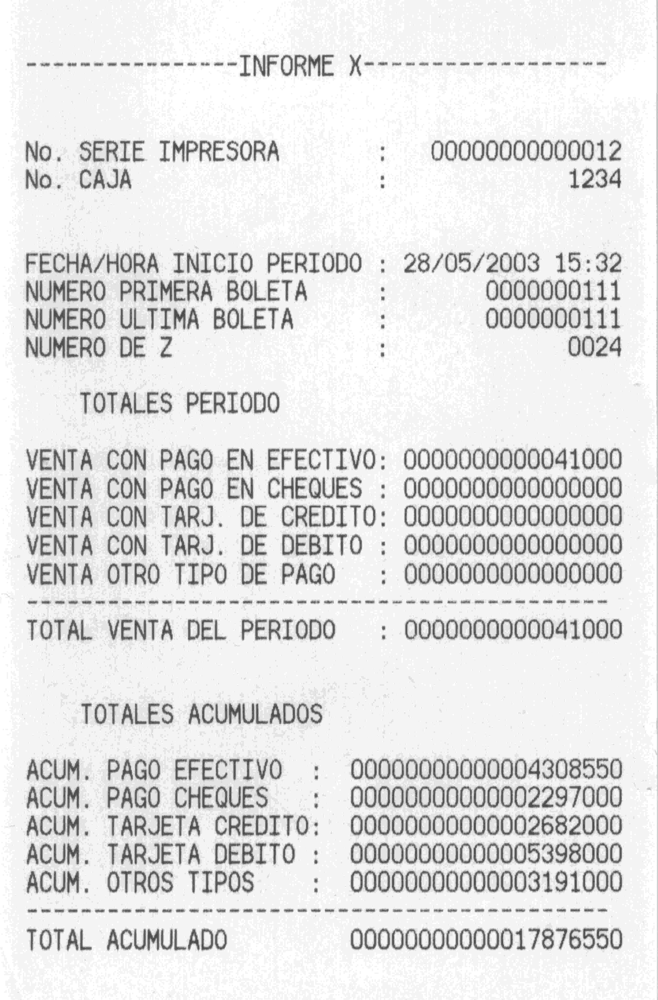 ----------------INFORME X------------------
No. SERIE IMPRESORA : 00000000000012
No. CAJA : 1234
FECHA/HORA INICIO PERIODO : 28/05/2003 15:32
NUMERO PRIMERA BOLETA : 0000000111
NUMERO ULTIMA BOLETA : 0000000111
NUMERO DE Z : 0024
TOTALES PERIODO
VENTA CON PAGO EN EFECTIVO: 0000000000041000
VENTA CON PAGO EN CHEQUES : 0000000000000000
VENTA CON TARJ. DE CREDITO: 0000000000000000
VENTA CON TARJ. DE DEBITO : 0000000000000000
VENTA OTRO TIPO DE PAGO : 0000000000000000
-------------------------------------------
TOTAL VENTA DEL PERIODO : 0000000000041000
TOTALES ACUMULADOS
ACUM. PAGO EFECTIVO : 00000000000004308550
ACUM. PAGO CHEQUES : 00000000000002297000
ACUM. TARJETA CREDITO: 00000000000002682000
ACUM. TARJETA DEBITO : 00000000000005398000
ACUM. OTROS TIPOS : 00000000000003191000
-------------------------------------------
TOTAL ACUMULADO 00000000000017876550